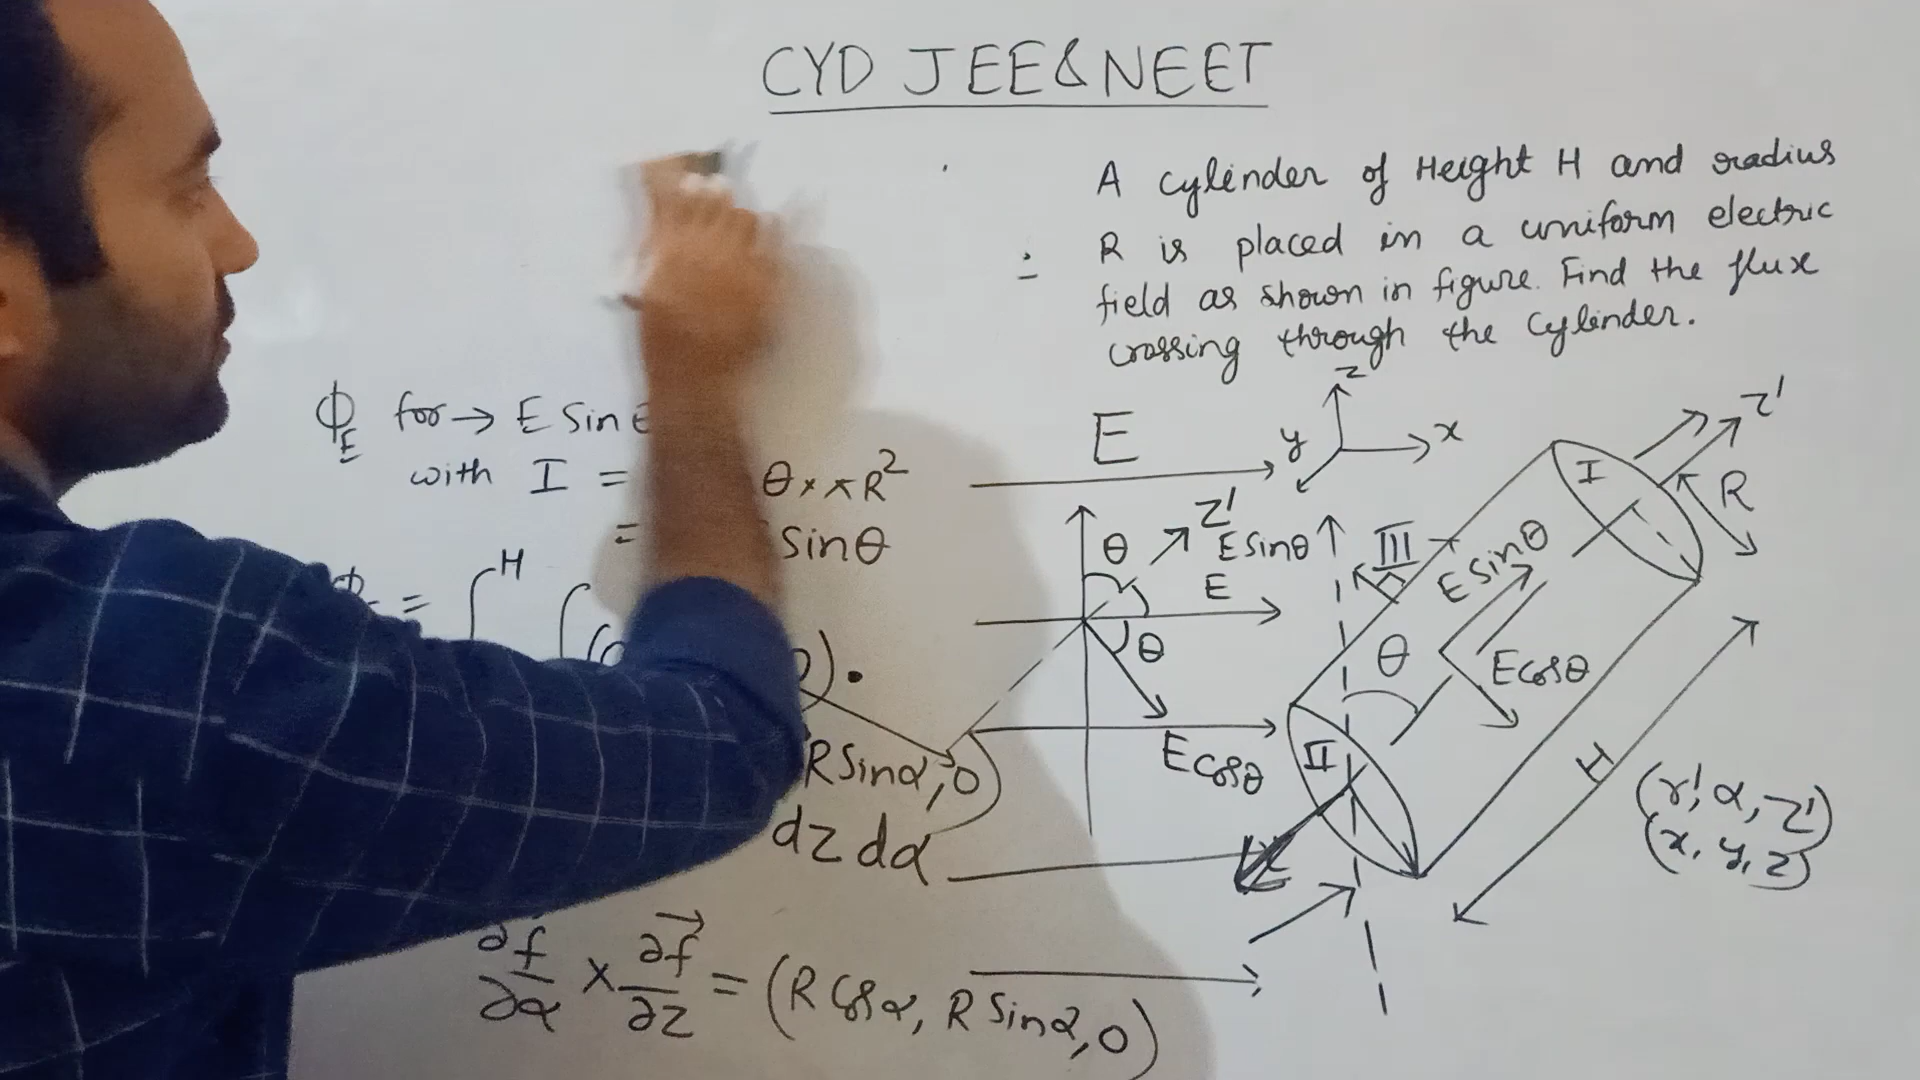 CYD JEE&NEET
A cylinder of Height H and radius
R is placed in a uniform electric
field as shown in figure. Find the flux
crossing through the cylinder.
Φ_E for → E Sin
with I = θ××R²
= sinθ
= ∫^H ∫
RSinα, 0)
dz dα
∂f/∂α × ∂f/∂z = (R Cosα, R Sinα, 0)
E
z
y
x
θ
z'
E sinθ
E
θ
E cosθ
III
I
z'
R
E sinθ
θ
E cosθ
II
H
(r', α, z')
(x, y, z)